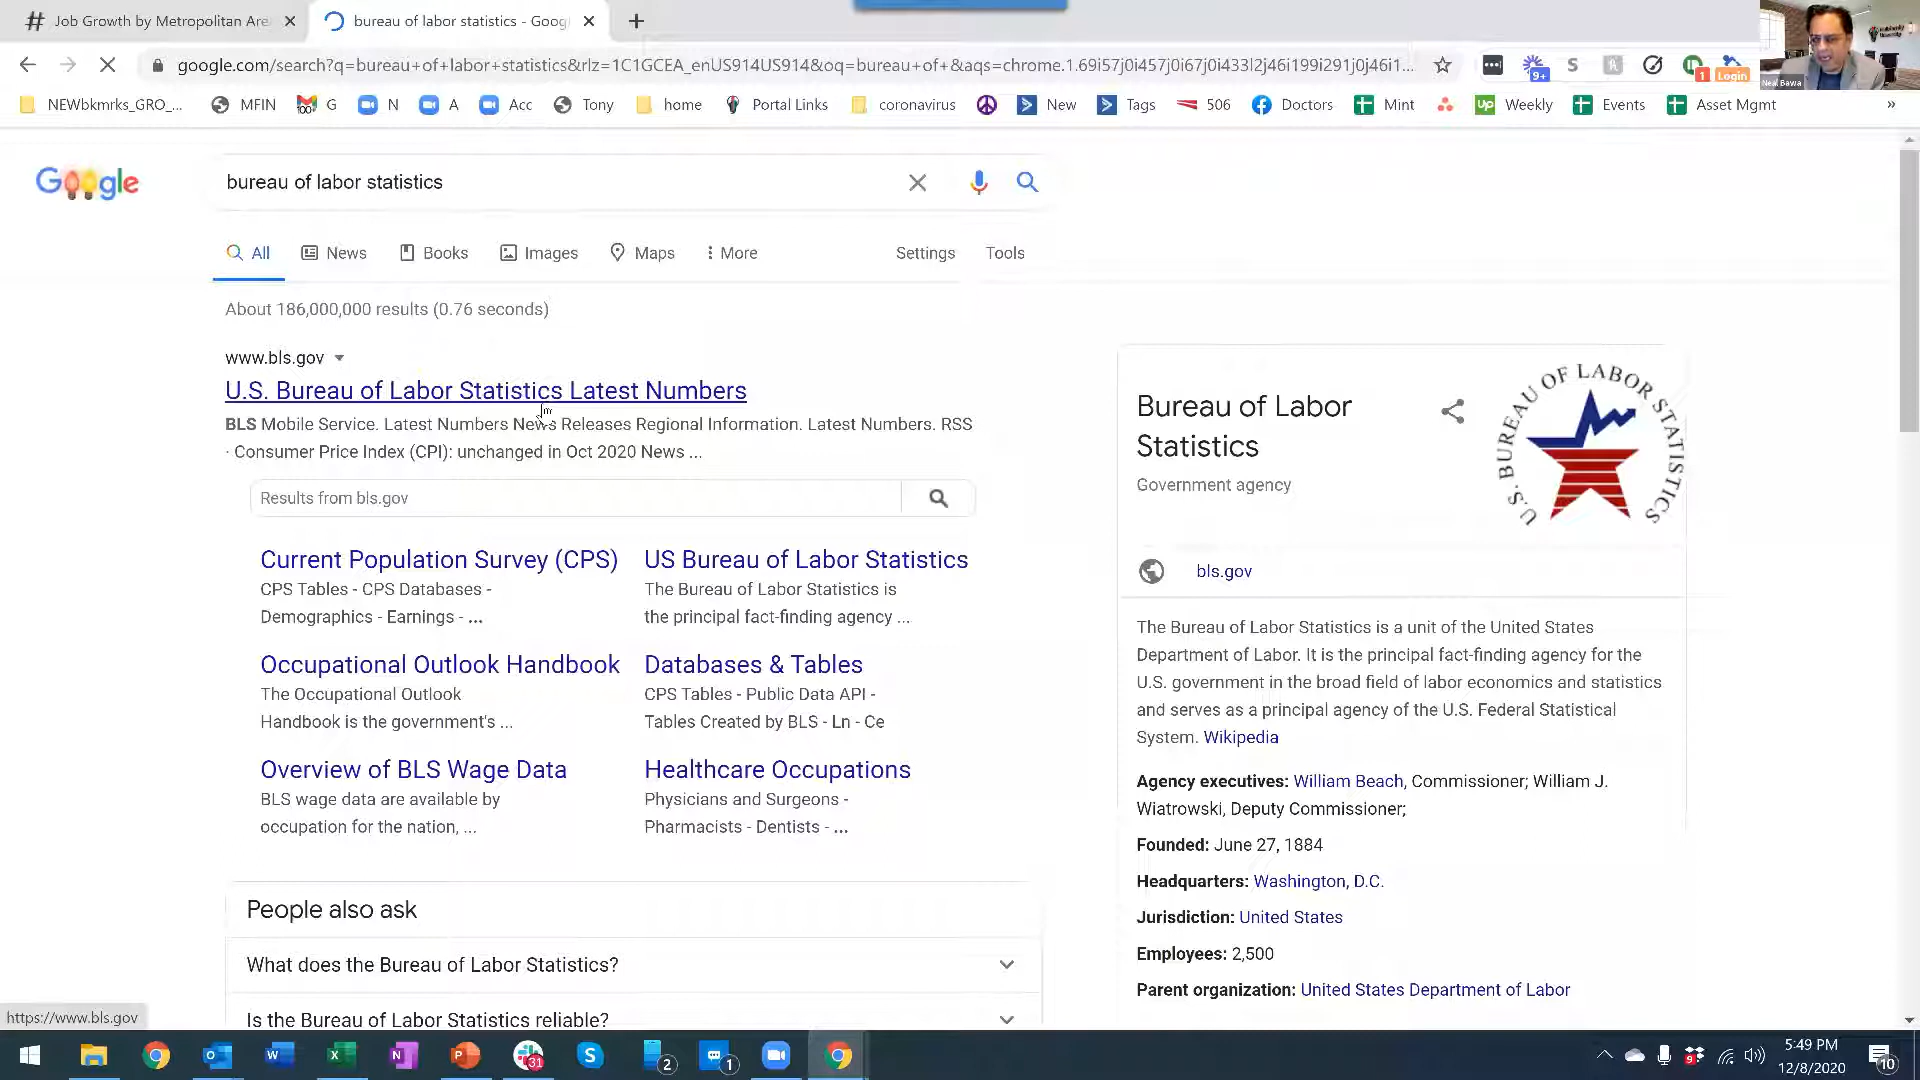 Job Growth by Metropolitan Are
bureau of labor statistics - Goog
google.com/search?q=bureau+of+labor+statistics&rlz=1C1GCEA_enUS914US914&oq=bureau+of+&aqs=chrome.1.69i57j0i457j0i67j0i433l2j46i199i291j0j46i1...
9+
1
Login
Neal Bawa
NEWbkmrks_GRO_...
MFIN
G
N
A
Acc
Tony
home
Portal Links
coronavirus
New
Tags
506
Doctors
Mint
Weekly
Events
Asset Mgmt
»
Google
bureau of labor statistics
All
News
Books
Images
Maps
More
Settings
Tools
About 186,000,000 results (0.76 seconds)
www.bls.gov
U.S. Bureau of Labor Statistics Latest Numbers
BLS Mobile Service. Latest Numbers News Releases Regional Information. Latest Numbers. RSS
· Consumer Price Index (CPI): unchanged in Oct 2020 News ...
Results from bls.gov
Current Population Survey (CPS)
CPS Tables - CPS Databases -
Demographics - Earnings - ...
US Bureau of Labor Statistics
The Bureau of Labor Statistics is
the principal fact-finding agency ...
Occupational Outlook Handbook
The Occupational Outlook
Handbook is the government's ...
Databases & Tables
CPS Tables - Public Data API -
Tables Created by BLS - Ln - Ce
Overview of BLS Wage Data
BLS wage data are available by
occupation for the nation, ...
Healthcare Occupations
Physicians and Surgeons -
Pharmacists - Dentists - ...
People also ask
What does the Bureau of Labor Statistics?
Is the Bureau of Labor Statistics reliable?
Bureau of Labor
Statistics
Government agency
U.S. BUREAU OF LABOR STATISTICS
bls.gov
The Bureau of Labor Statistics is a unit of the United States
Department of Labor. It is the principal fact-finding agency for the
U.S. government in the broad field of labor economics and statistics
and serves as a principal agency of the U.S. Federal Statistical
System. Wikipedia
Agency executives: William Beach, Commissioner; William J.
Wiatrowski, Deputy Commissioner;
Founded: June 27, 1884
Headquarters: Washington, D.C.
Jurisdiction: United States
Employees: 2,500
Parent organization: United States Department of Labor
https://www.bls.gov
31
2
1
9
5:49 PM
12/8/2020
10